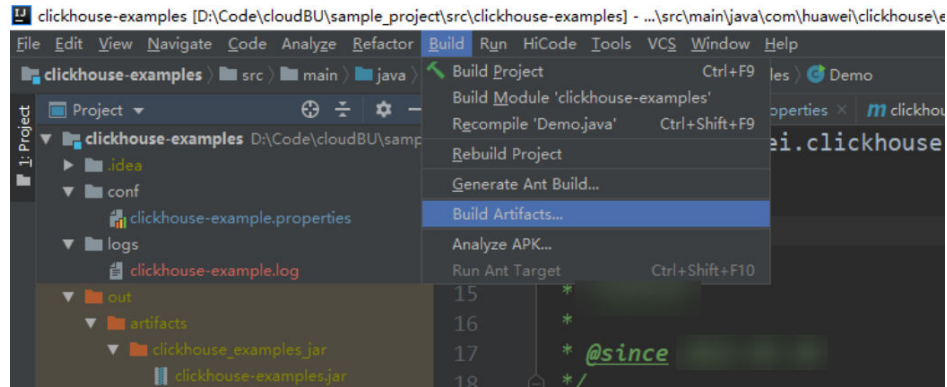 clickhouse-examples [D:\Code\cloudBU\sample_project\src\clickhouse-examples] - ...\src\main\java\com\huawei\clickhouse\e
File Edit View Navigate Code Analyze Refactor Build Run HiCode Tools VCS Window Help
clickhouse-examples src main java les Demo
Build Project Ctrl+F9
Project operties clickhou
Build Module 'clickhouse-examples'
1: Project
clickhouse-examples D:\Code\cloudBU\samp
Recompile 'Demo.java' Ctrl+Shift+F9
ei.clickhouse
.idea
Rebuild Project
conf
Generate Ant Build...
clickhouse-example.properties
Build Artifacts...
logs
Analyze APK...
clickhouse-example.log
Run Ant Target Ctrl+Shift+F10
out
15 *
artifacts
16 *
clickhouse_examples_jar
17 * @since
clickhouse-examples.jar
18 */